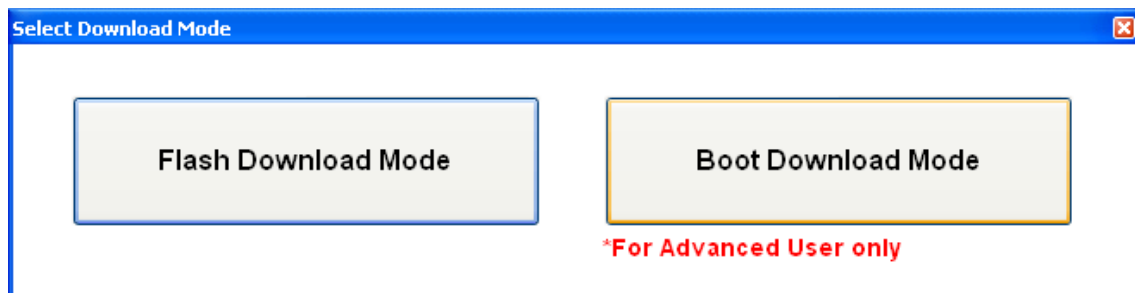 Select Download Mode
Flash Download Mode
Boot Download Mode
*For Advanced User only